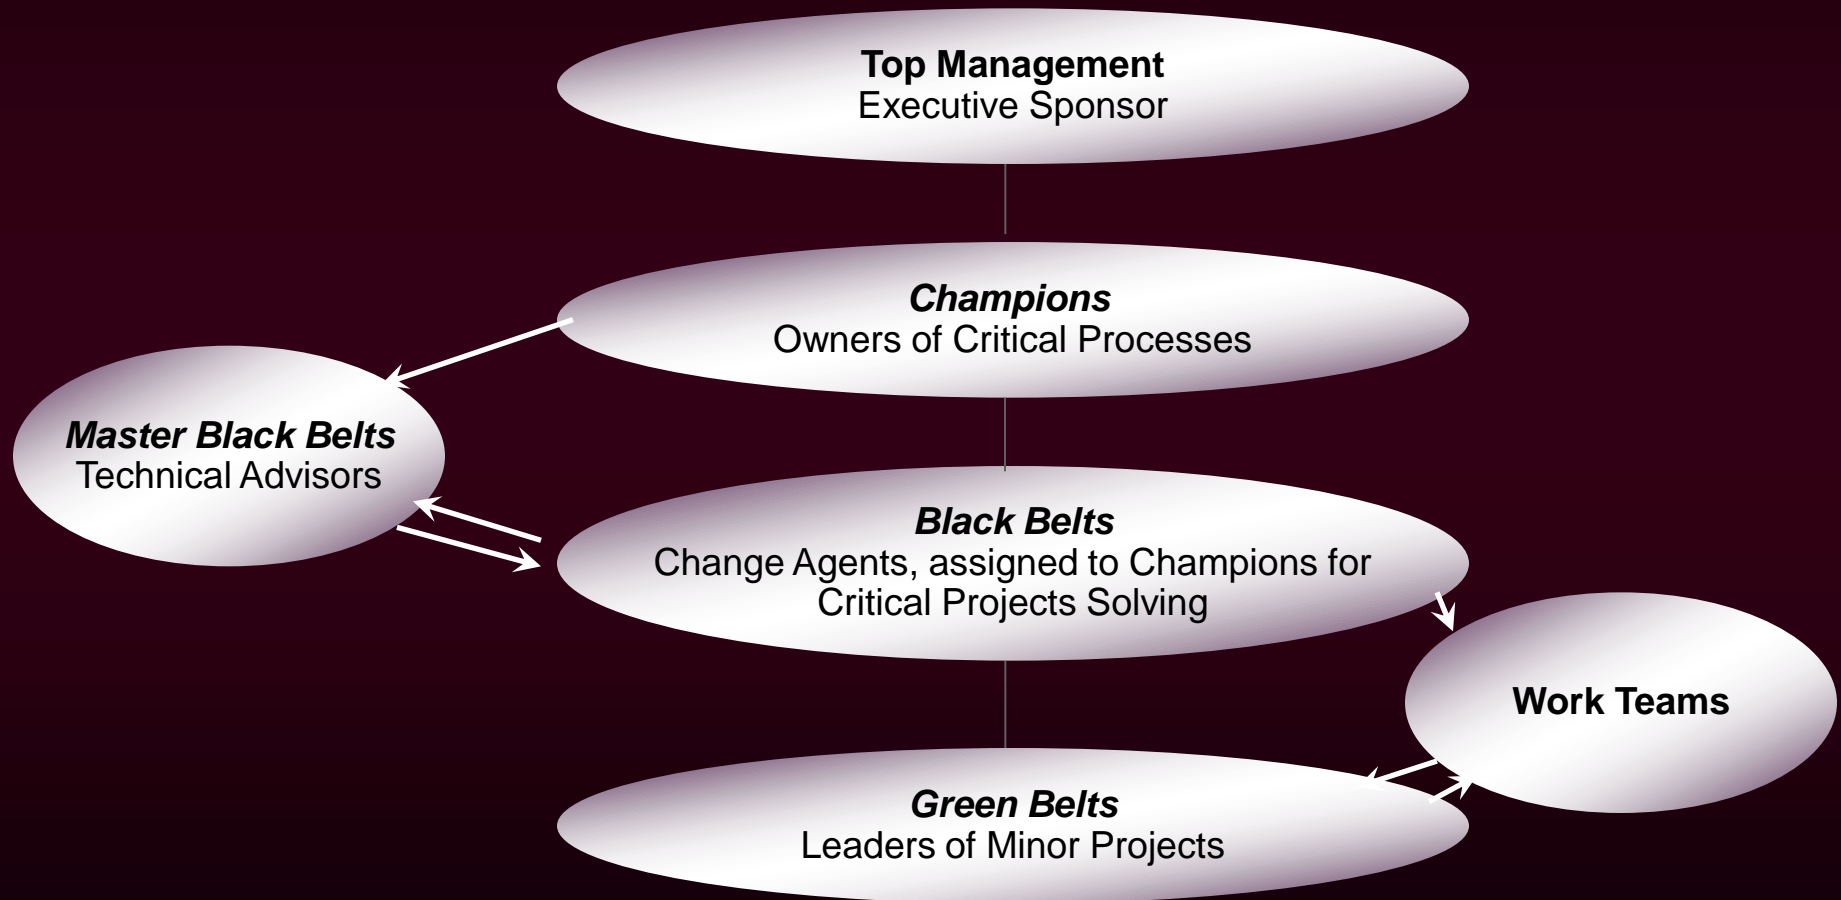 Top Management
Executive Sponsor
Champions
Owners of Critical Processes
Master Black Belts
Technical Advisors
Black Belts
Change Agents, assigned to Champions for
Critical Projects Solving
Work Teams
Green Belts
Leaders of Minor Projects